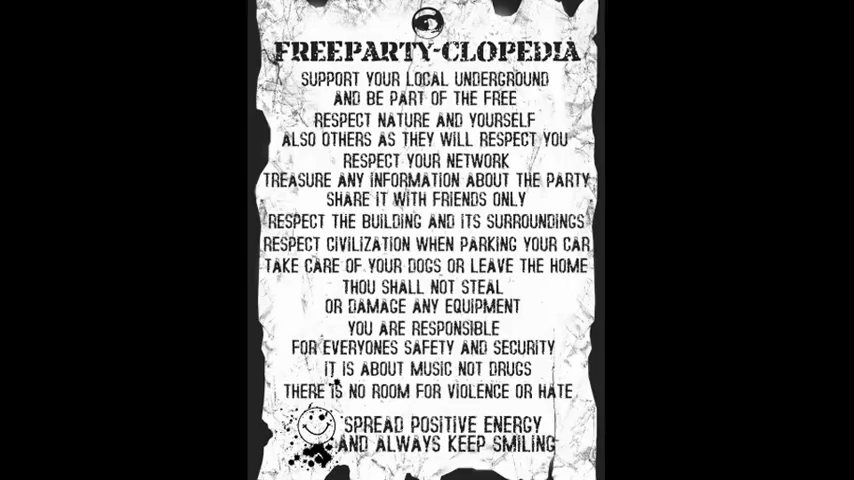 FREEPARTY-CLOPEDIA
SUPPORT YOUR LOCAL UNDERGROUND
AND BE PART OF THE FREE
RESPECT NATURE AND YOURSELF
ALSO OTHERS AS THEY WILL RESPECT YOU
RESPECT YOUR NETWORK
TREASURE ANY INFORMATION ABOUT THE PARTY
SHARE IT WITH FRIENDS ONLY
RESPECT THE BUILDING AND ITS SURROUNDINGS
RESPECT CIVILIZATION WHEN PARKING YOUR CAR
TAKE CARE OF YOUR DOGS OR LEAVE THE HOME
THOU SHALL NOT STEAL
OR DAMAGE ANY EQUIPMENT
YOU ARE RESPONSIBLE
FOR EVERYONES SAFETY AND SECURITY
IT IS ABOUT MUSIC NOT DRUGS
THERE IS NO ROOM FOR VIOLENCE OR HATE
SPREAD POSITIVE ENERGY
AND ALWAYS KEEP SMILING